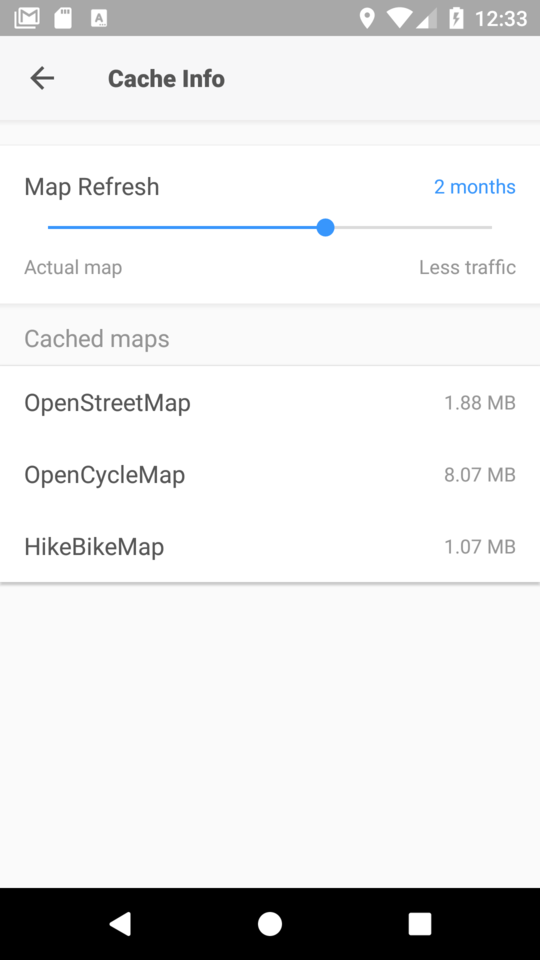 12:33
Cache Info
Map Refresh 2 months
Actual map Less traffic
Cached maps
OpenStreetMap 1.88 MB
OpenCycleMap 8.07 MB
HikeBikeMap 1.07 MB